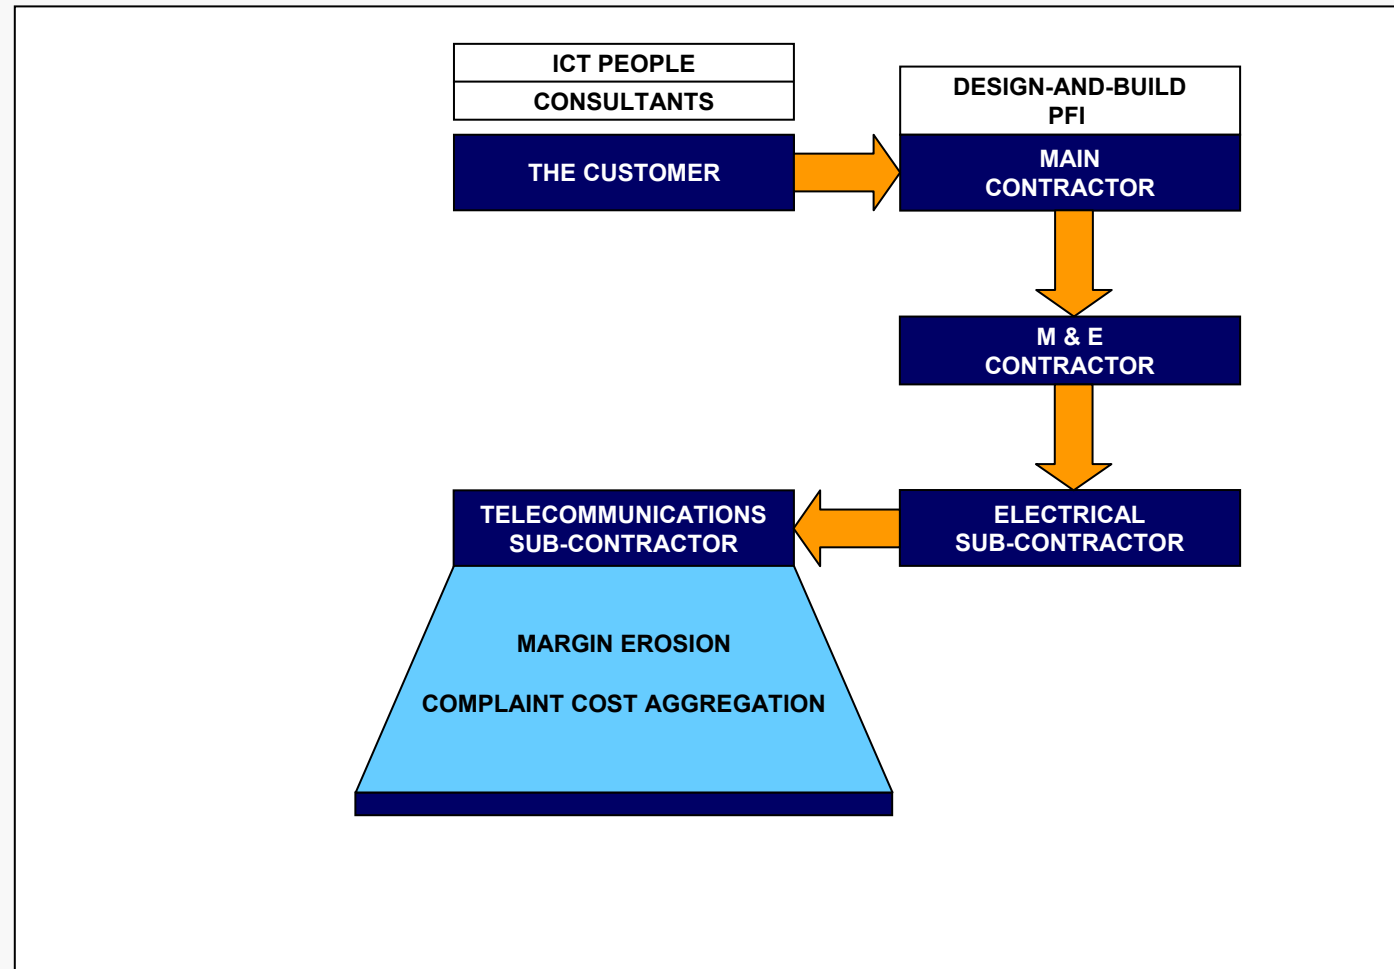 ICT PEOPLE
CONSULTANTS
THE CUSTOMER
DESIGN-AND-BUILD
PFI
MAIN
CONTRACTOR
M & E
CONTRACTOR
ELECTRICAL
SUB-CONTRACTOR
TELECOMMUNICATIONS
SUB-CONTRACTOR
MARGIN EROSION
COMPLAINT COST AGGREGATION